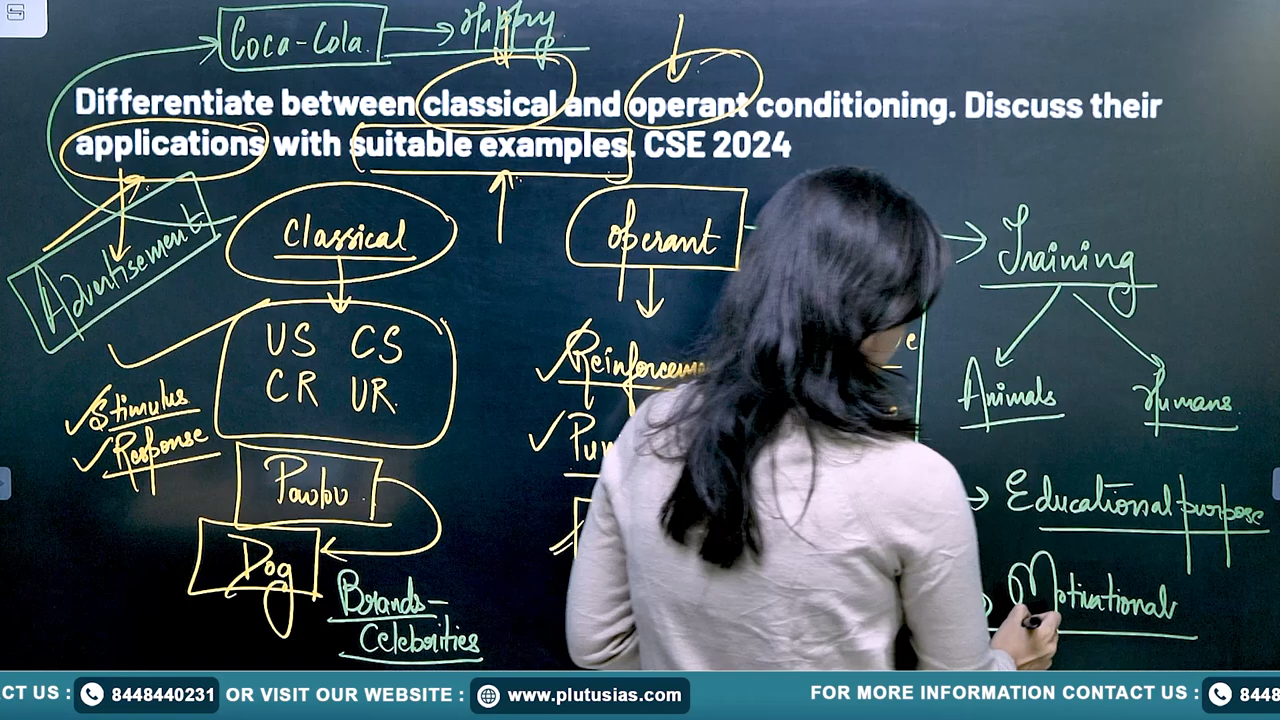 Coca-Cola → Happy
Differentiate between classical and operant conditioning. Discuss their
applications with suitable examples. CSE 2024
Advertisement
Classical
Operant
Training
US CS
CR UR
Reinforceme
Animals
Humans
Stimulus
Response
Pavlov
Educational purpose
Dog
Brands-
Celebrities
Motivational
CT US : 8448440231 OR VISIT OUR WEBSITE : www.plutusias.com FOR MORE INFORMATION CONTACT US : 8448